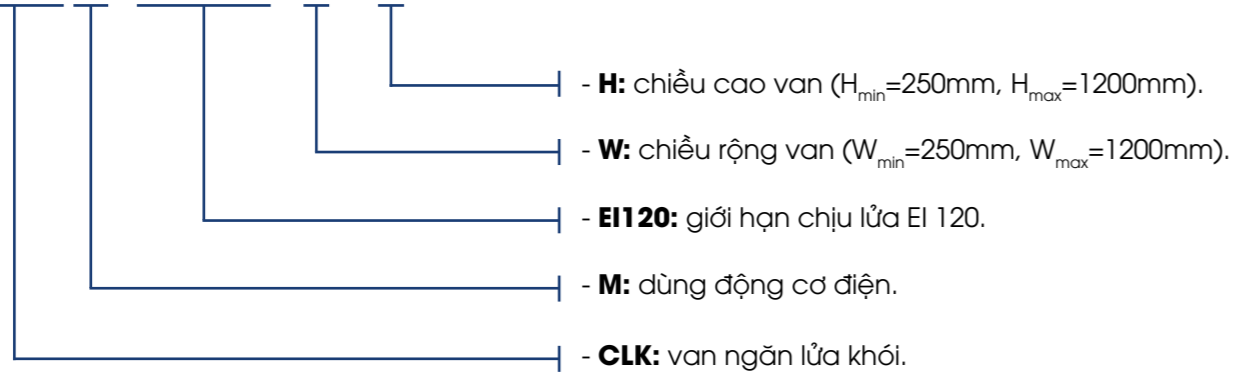 - H: chiều cao van (Hmin=250mm, Hmax=1200mm).
- W: chiều rộng van (Wmin=250mm, Wmax=1200mm).
- EI120: giới hạn chịu lửa EI 120.
- M: dùng động cơ điện.
- CLK: van ngăn lửa khói.